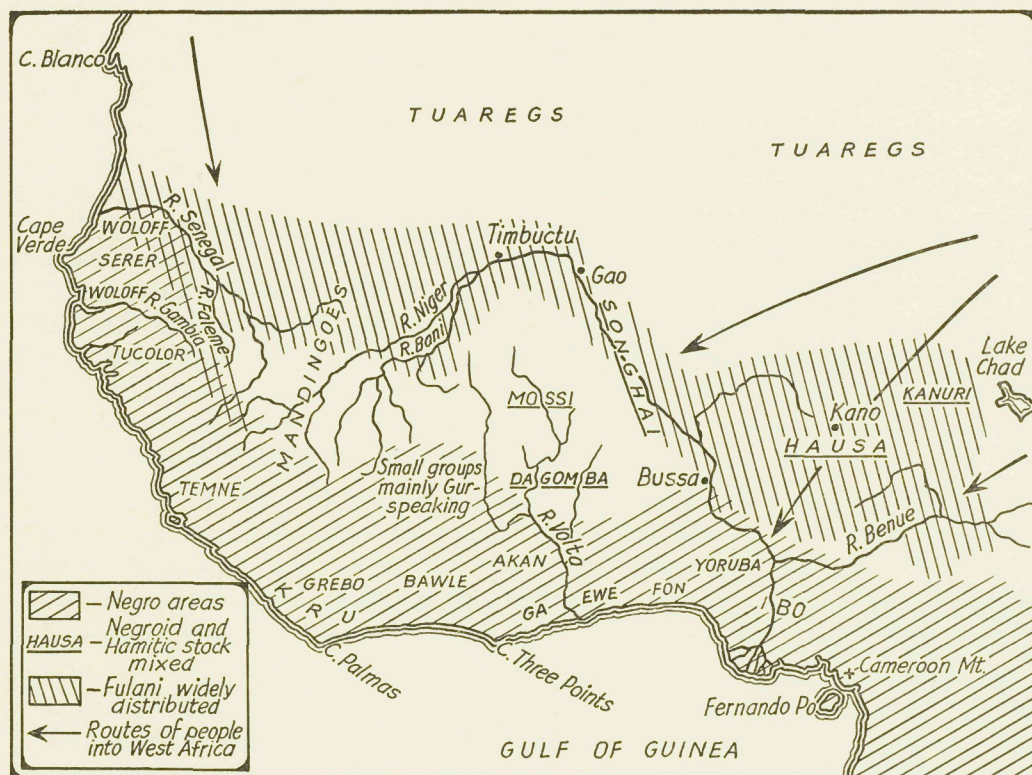 C. Blanco
TUAREGS
TUAREGS
Cape
Verde
WOLOFF
R. Senegal
SERER
WOLOFF
R. Gambia
R. Faleme
TUCOLOR
MANDINGOES
R. Niger
R. Bani
Timbuctu
Gao
SONGHAI
MOSSI
DAGOMBA
Bussa
Kano
HAUSA
KANURI
Lake
Chad
R. Benue
TEMNE
Small groups
mainly Gur-
speaking
R. Volta
KRU
GREBO
BAWLE
AKAN
GA
EWE
FON
YORUBA
IBO
C. Palmas
C. Three Points
Cameroon Mt.
Fernando Po
GULF OF GUINEA
– Negro areas
HAUSA – Negroid and
Hamitic stock
mixed
– Fulani widely
distributed
– Routes of people
into West Africa